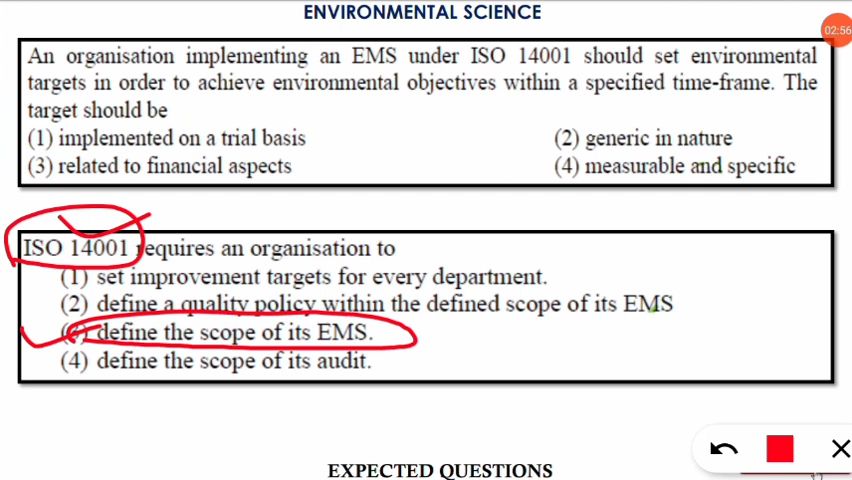 ENVIRONMENTAL SCIENCE
02:56
An organisation implementing an EMS under ISO 14001 should set environmental
targets in order to achieve environmental objectives within a specified time-frame. The
target should be
(1) implemented on a trial basis (2) generic in nature
(3) related to financial aspects (4) measurable and specific
ISO 14001 requires an organisation to
(1) set improvement targets for every department.
(2) define a quality policy within the defined scope of its EMS
(3) define the scope of its EMS.
(4) define the scope of its audit.
EXPECTED QUESTIONS